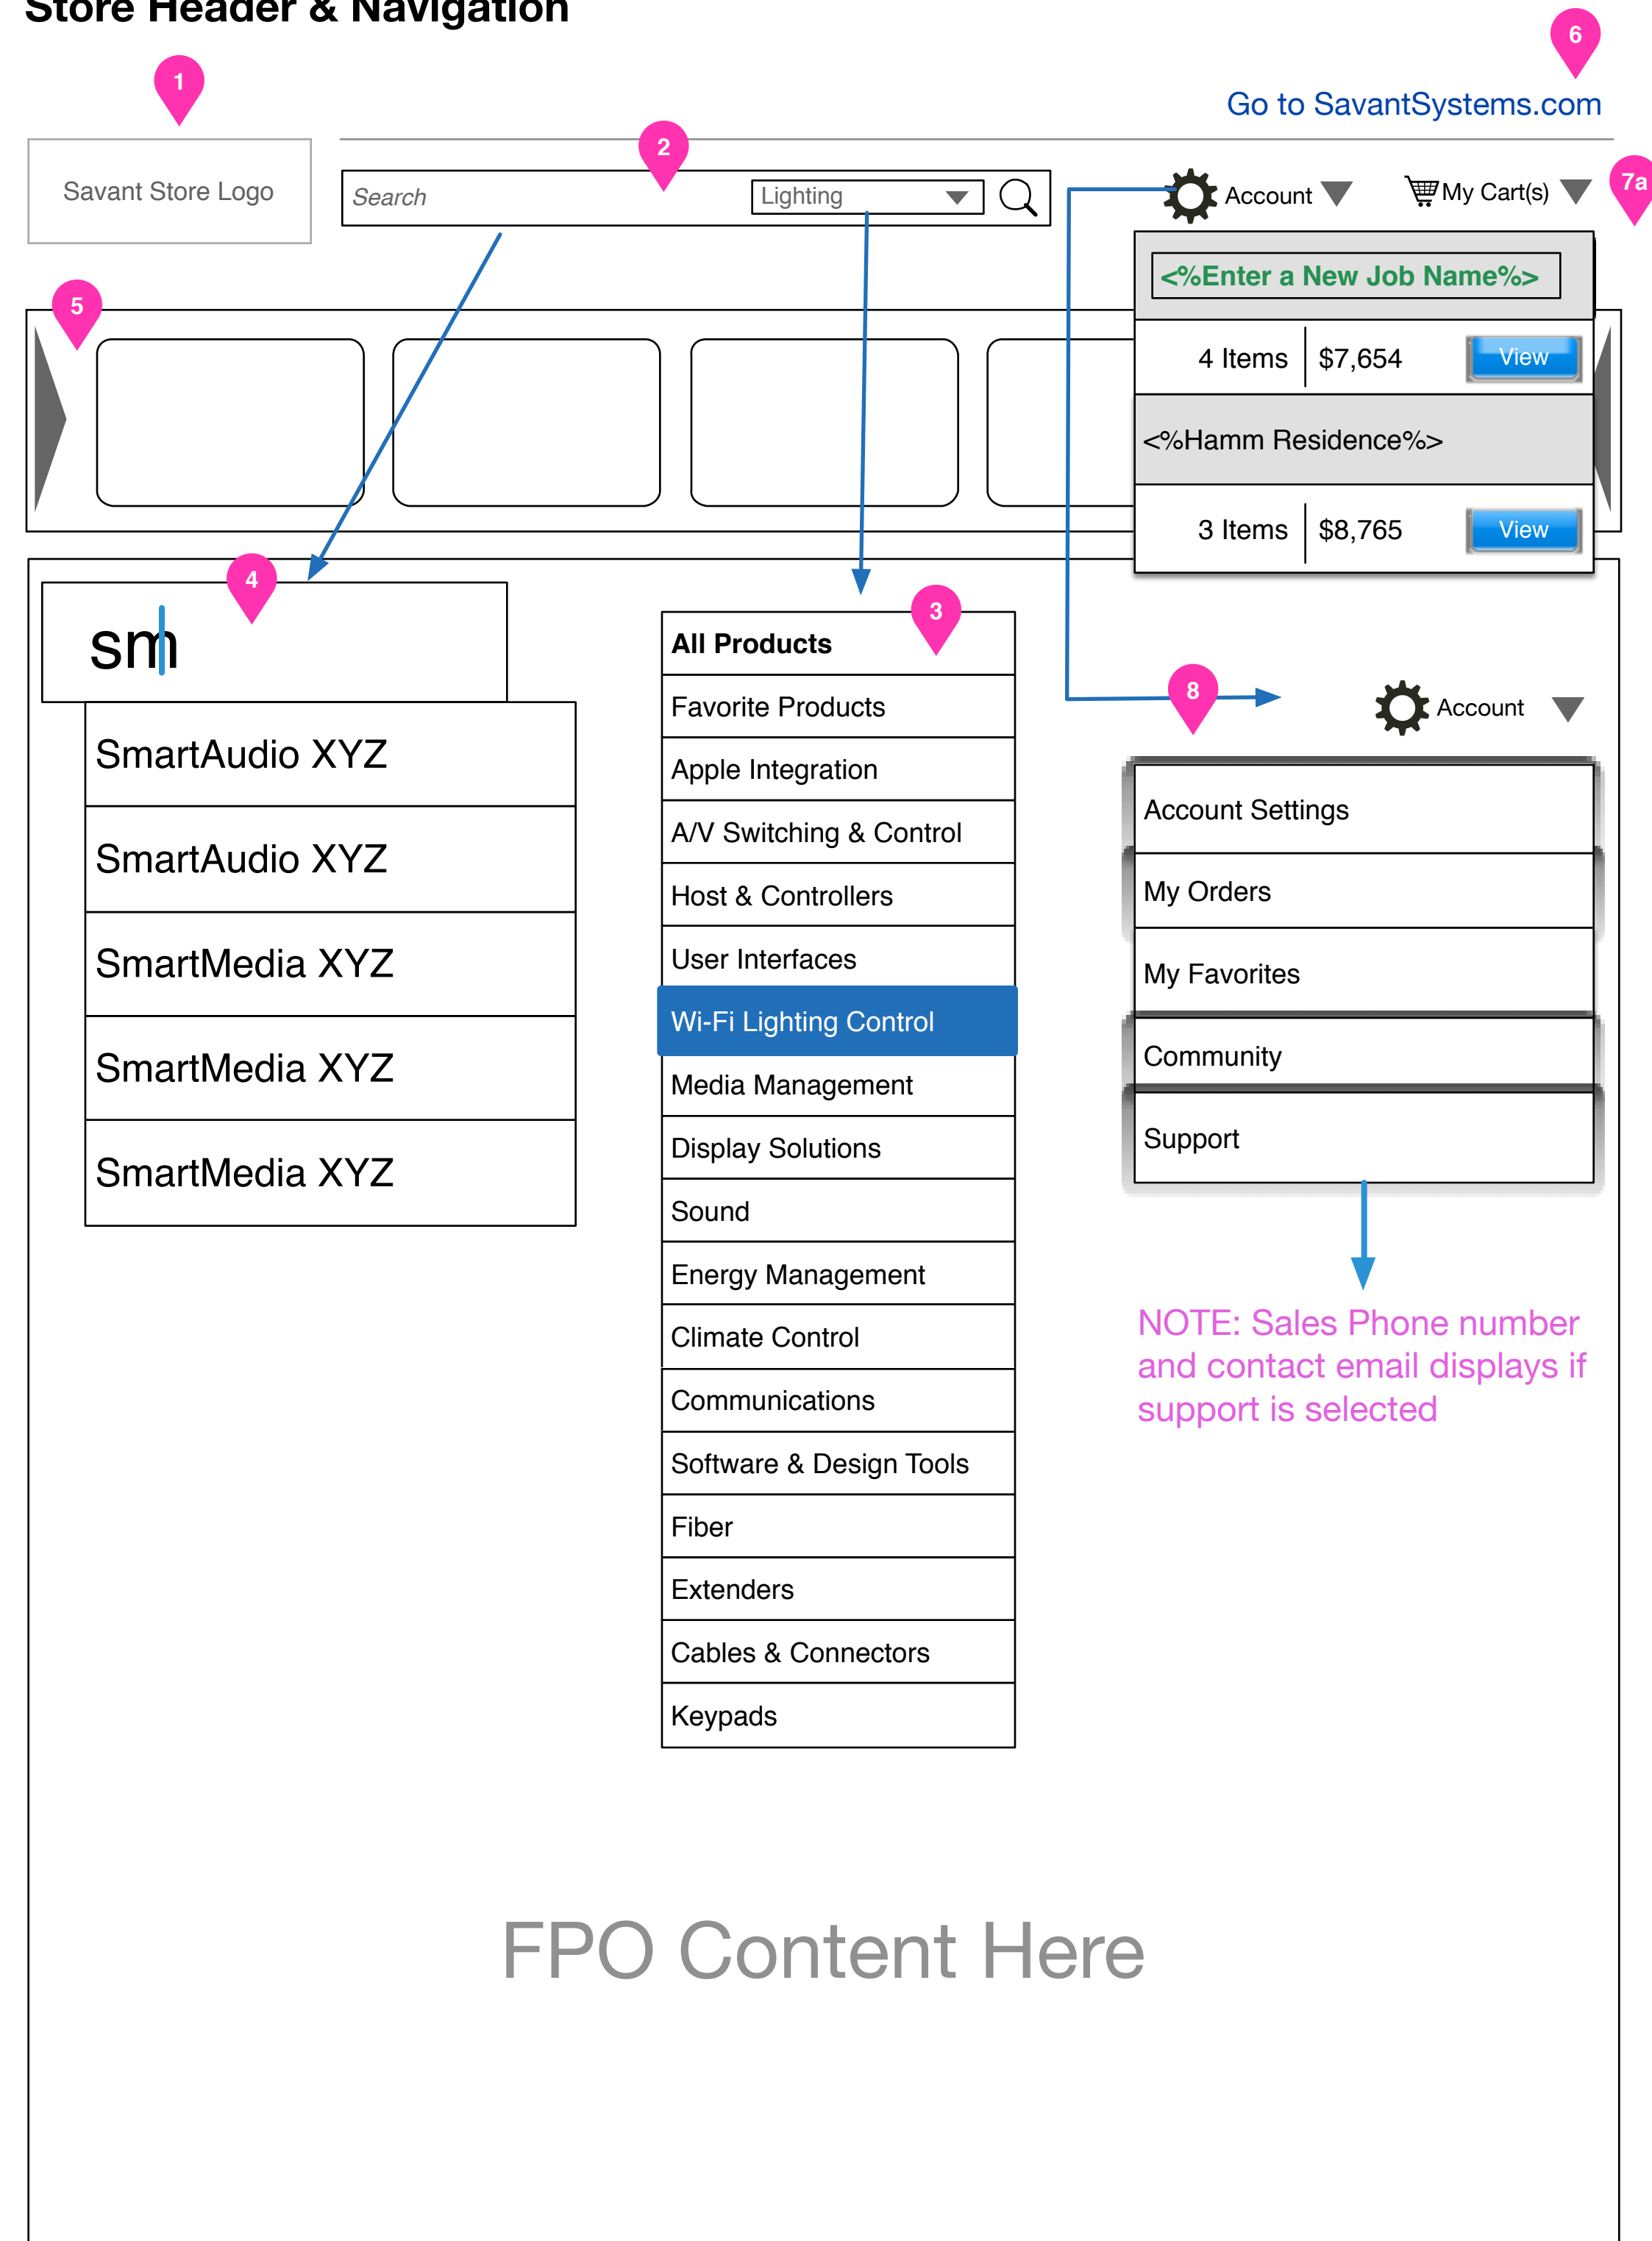 Store Header & Navigation
6
1
Go to SavantSystems.com
2
Savant Store Logo
Search
Lighting
Account
My Cart(s)
7a
<%Enter a New Job Name%>
5
4 Items
$7,654
View
<%Hamm Residence%>
3 Items
$8,765
View
4
sm
SmartAudio XYZ
SmartAudio XYZ
SmartMedia XYZ
SmartMedia XYZ
SmartMedia XYZ
3
All Products
Favorite Products
Apple Integration
A/V Switching & Control
Host & Controllers
User Interfaces
Wi-Fi Lighting Control
Media Management
Display Solutions
Sound
Energy Management
Climate Control
Communications
Software & Design Tools
Fiber
Extenders
Cables & Connectors
Keypads
8
Account
Account Settings
My Orders
My Favorites
Community
Support
NOTE: Sales Phone number
and contact email displays if
support is selected
FPO Content Here